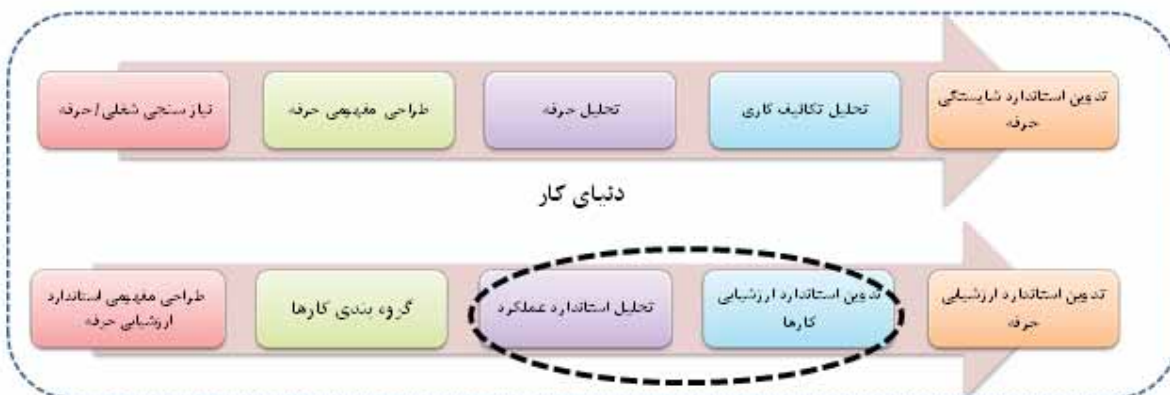 نیاز سنجی شغلی/حرفه
طراحی مفهومی حرفه
تحلیل حرفه
تحلیل تکالیف کاری
تدوین استاندارد شایستگی
حرفه
دنیای کار
طراحی مفهومی استاندارد
ارزشیابی حرفه
گروه بندی کارها
تحلیل استاندارد عملکرد
تدوین استاندارد ارزشیابی
کارها
تدوین استاندارد ارزشیابی
حرفه